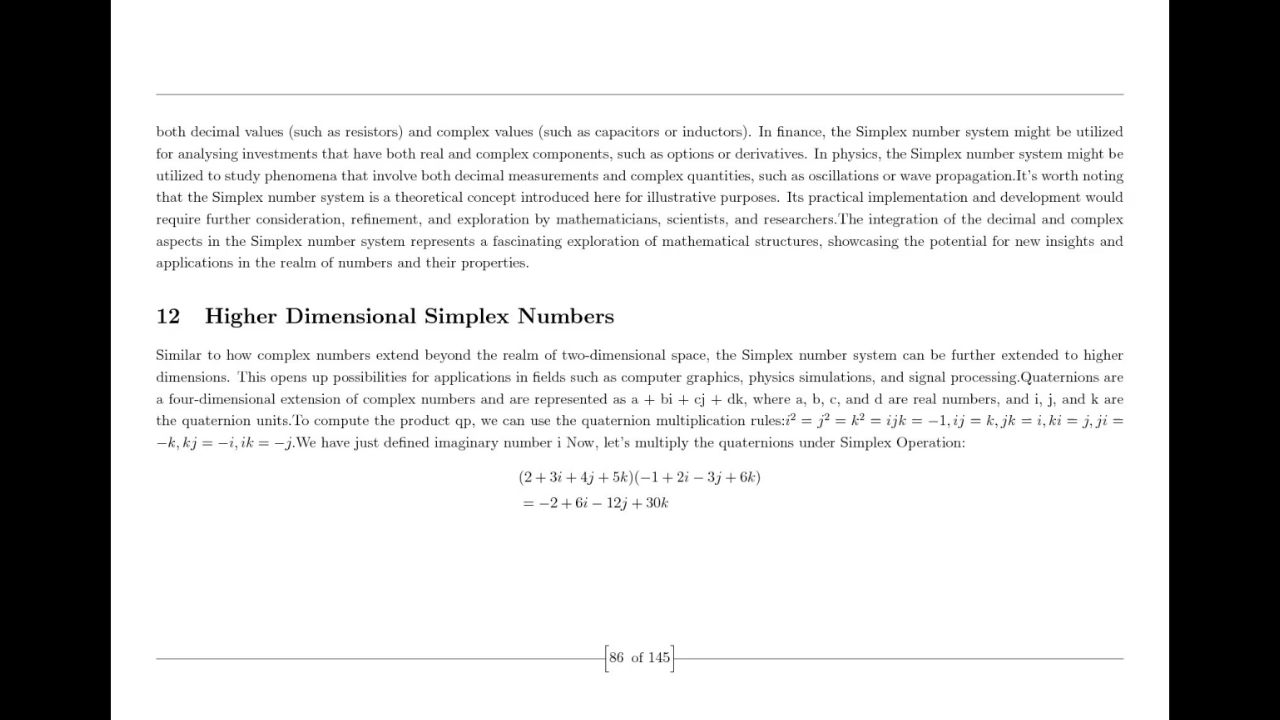 both decimal values (such as resistors) and complex values (such as capacitors or inductors). In finance, the Simplex number system might be utilized
for analysing investments that have both real and complex components, such as options or derivatives. In physics, the Simplex number system might be
utilized to study phenomena that involve both decimal measurements and complex quantities, such as oscillations or wave propagation.It's worth noting
that the Simplex number system is a theoretical concept introduced here for illustrative purposes. Its practical implementation and development would
require further consideration, refinement, and exploration by mathematicians, scientists, and researchers.The integration of the decimal and complex
aspects in the Simplex number system represents a fascinating exploration of mathematical structures, showcasing the potential for new insights and
applications in the realm of numbers and their properties.
12 Higher Dimensional Simplex Numbers
Similar to how complex numbers extend beyond the realm of two-dimensional space, the Simplex number system can be further extended to higher
dimensions. This opens up possibilities for applications in fields such as computer graphics, physics simulations, and signal processing.Quaternions are
a four-dimensional extension of complex numbers and are represented as a + bi + cj + dk, where a, b, c, and d are real numbers, and i, j, and k are
the quaternion units.To compute the product qp, we can use the quaternion multiplication rules:i² = j² = k² = ijk = −1, ij = k, jk = i, ki = j, ji =
−k, kj = −i, ik = −j.We have just defined imaginary number i Now, let's multiply the quaternions under Simplex Operation:
(2 + 3i + 4j + 5k)(−1 + 2i − 3j + 6k)
= −2 + 6i − 12j + 30k
86 of 145